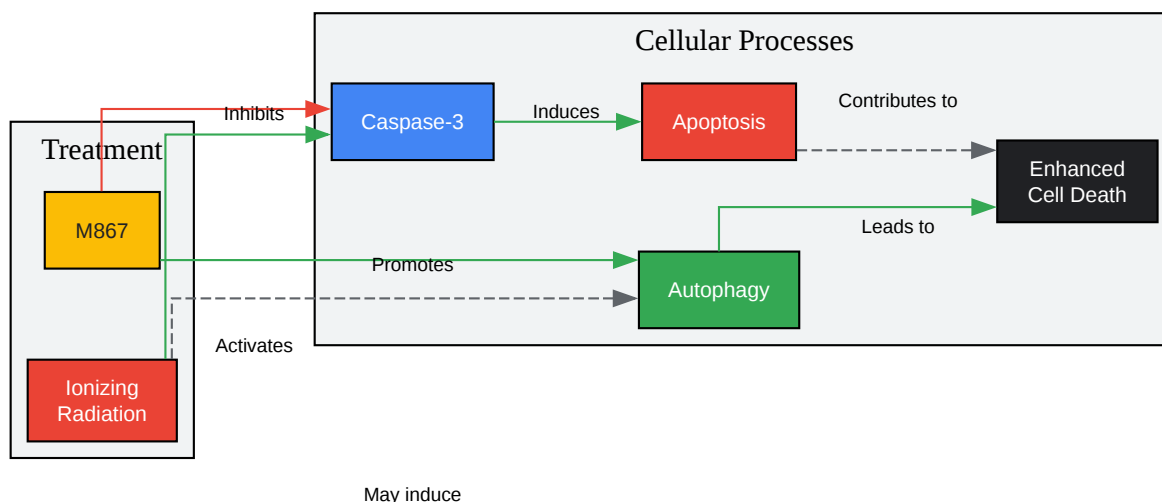 Cellular Processes
Treatment
Inhibits
Caspase-3
Induces
Apoptosis
Contributes to
Enhanced
Cell Death
M867
Promotes
Autophagy
Leads to
Activates
Ionizing
Radiation
May induce